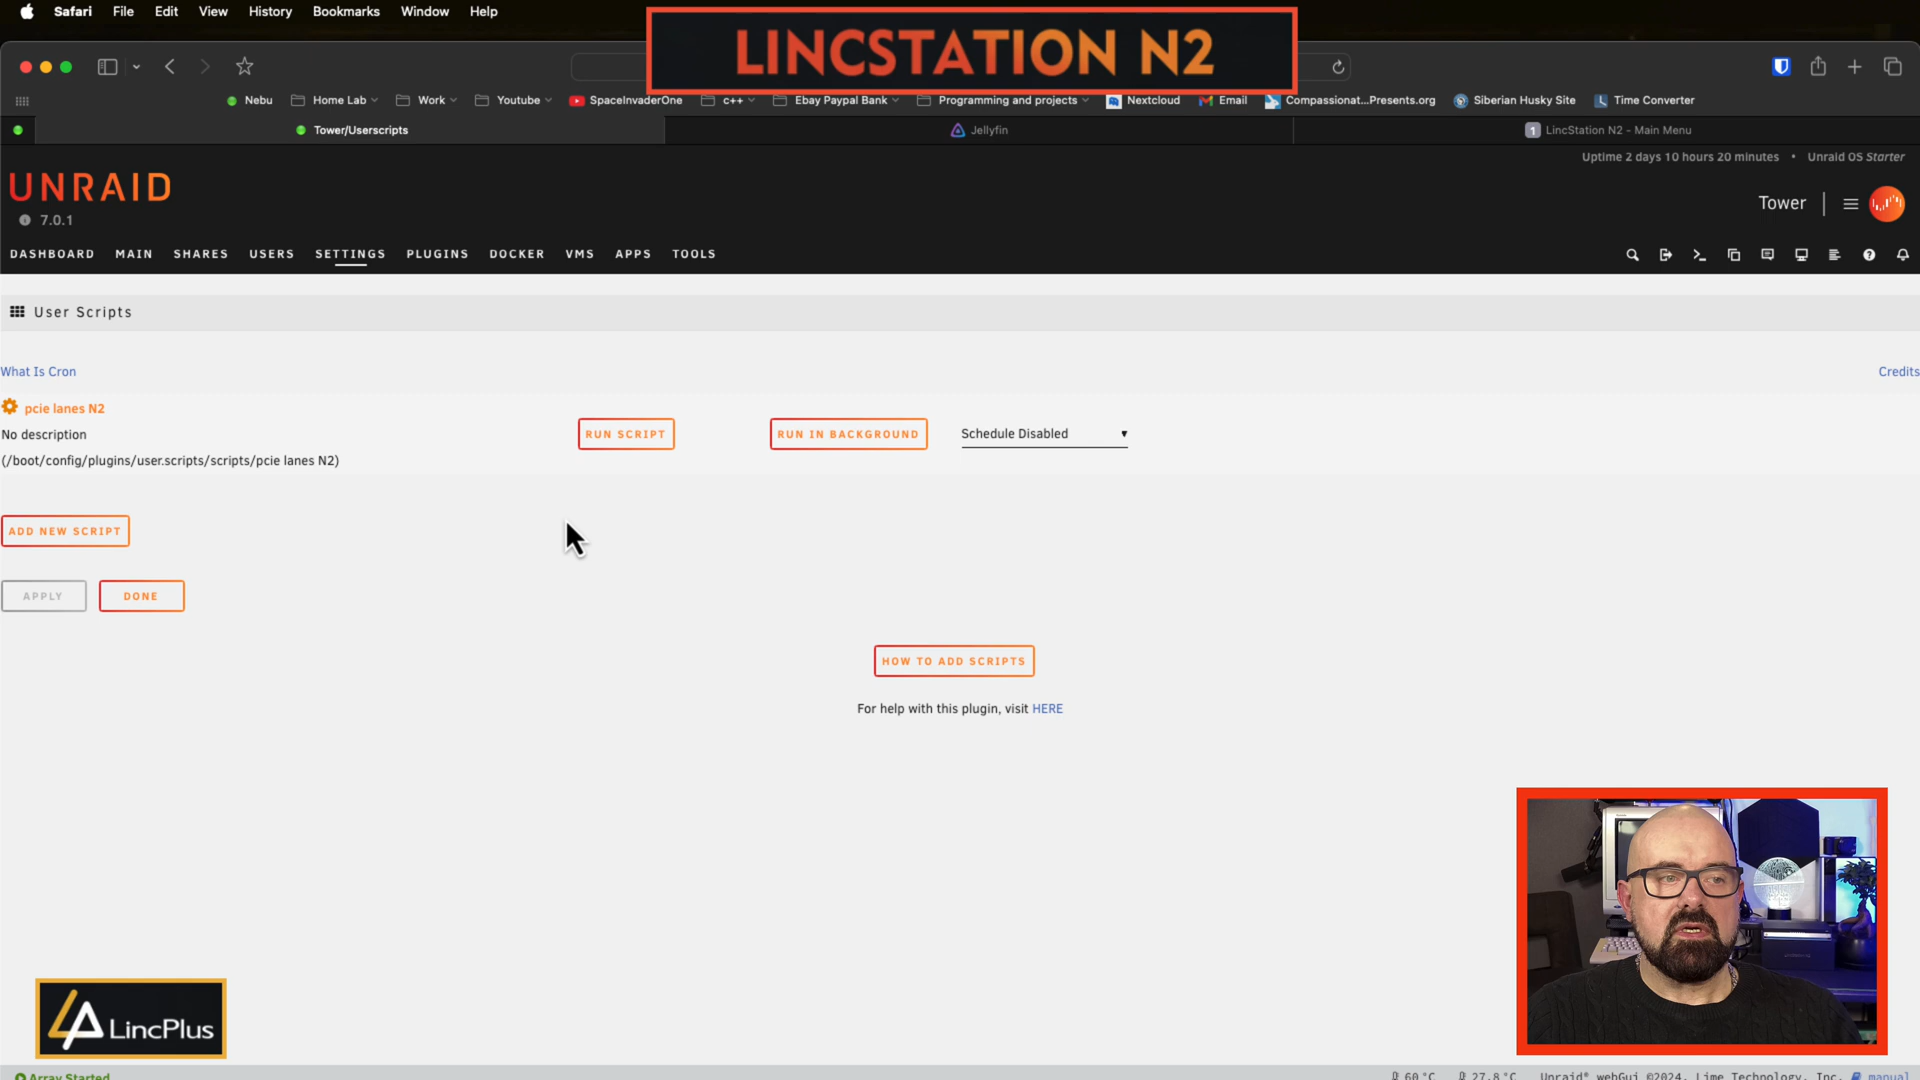 Safari File Edit View History Bookmarks Window Help
LINCSTATION N2
Nebu Home Lab Work Youtube SpaceInvaderOne c++ Ebay Paypal Bank Programming and projects Nextcloud Email Compassionat...Presents.org Siberian Husky Site Time Converter
Tower/Userscripts Jellyfin 1 LincStation N2 - Main Menu
Uptime 2 days 10 hours 20 minutes • Unraid OS Starter
UNRAID
7.0.1
Tower
DASHBOARD MAIN SHARES USERS SETTINGS PLUGINS DOCKER VMS APPS TOOLS
User Scripts
What Is Cron Credits
pcie lanes N2
No description
RUN SCRIPT RUN IN BACKGROUND Schedule Disabled
(/boot/config/plugins/user.scripts/scripts/pcie lanes N2)
ADD NEW SCRIPT
APPLY DONE
HOW TO ADD SCRIPTS
For help with this plugin, visit HERE
LincPlus
Array Started 60 °C 27.8 °C Unraid® webGui ©2024, Lime Technology, Inc. manual